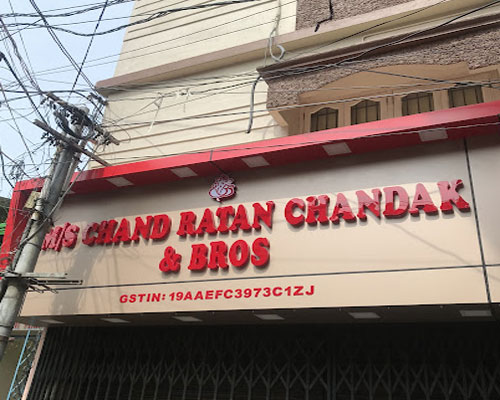 M/S CHAND RATAN CHANDAK
& BROS
GSTIN: 19AAEFC3973C1ZJ